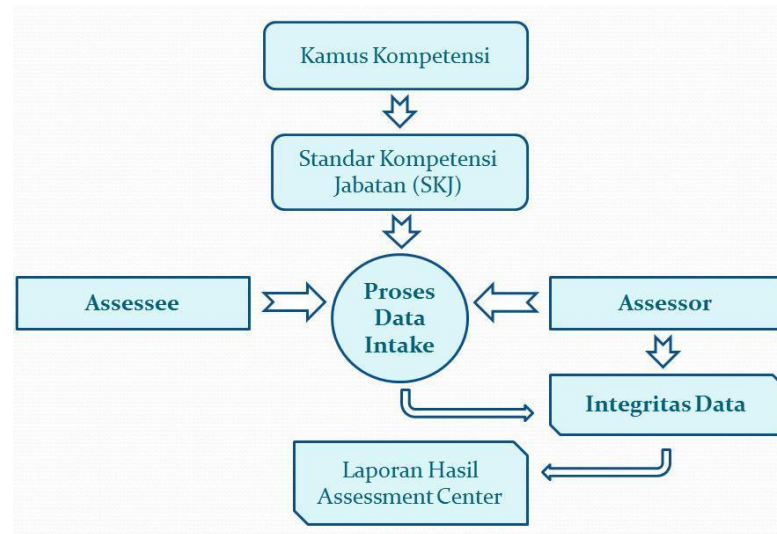 Kamus Kompetensi
Standar Kompetensi
Jabatan (SKJ)
Assessee
Proses
Data
Intake
Assessor
Integritas Data
Laporan Hasil
Assessment Center